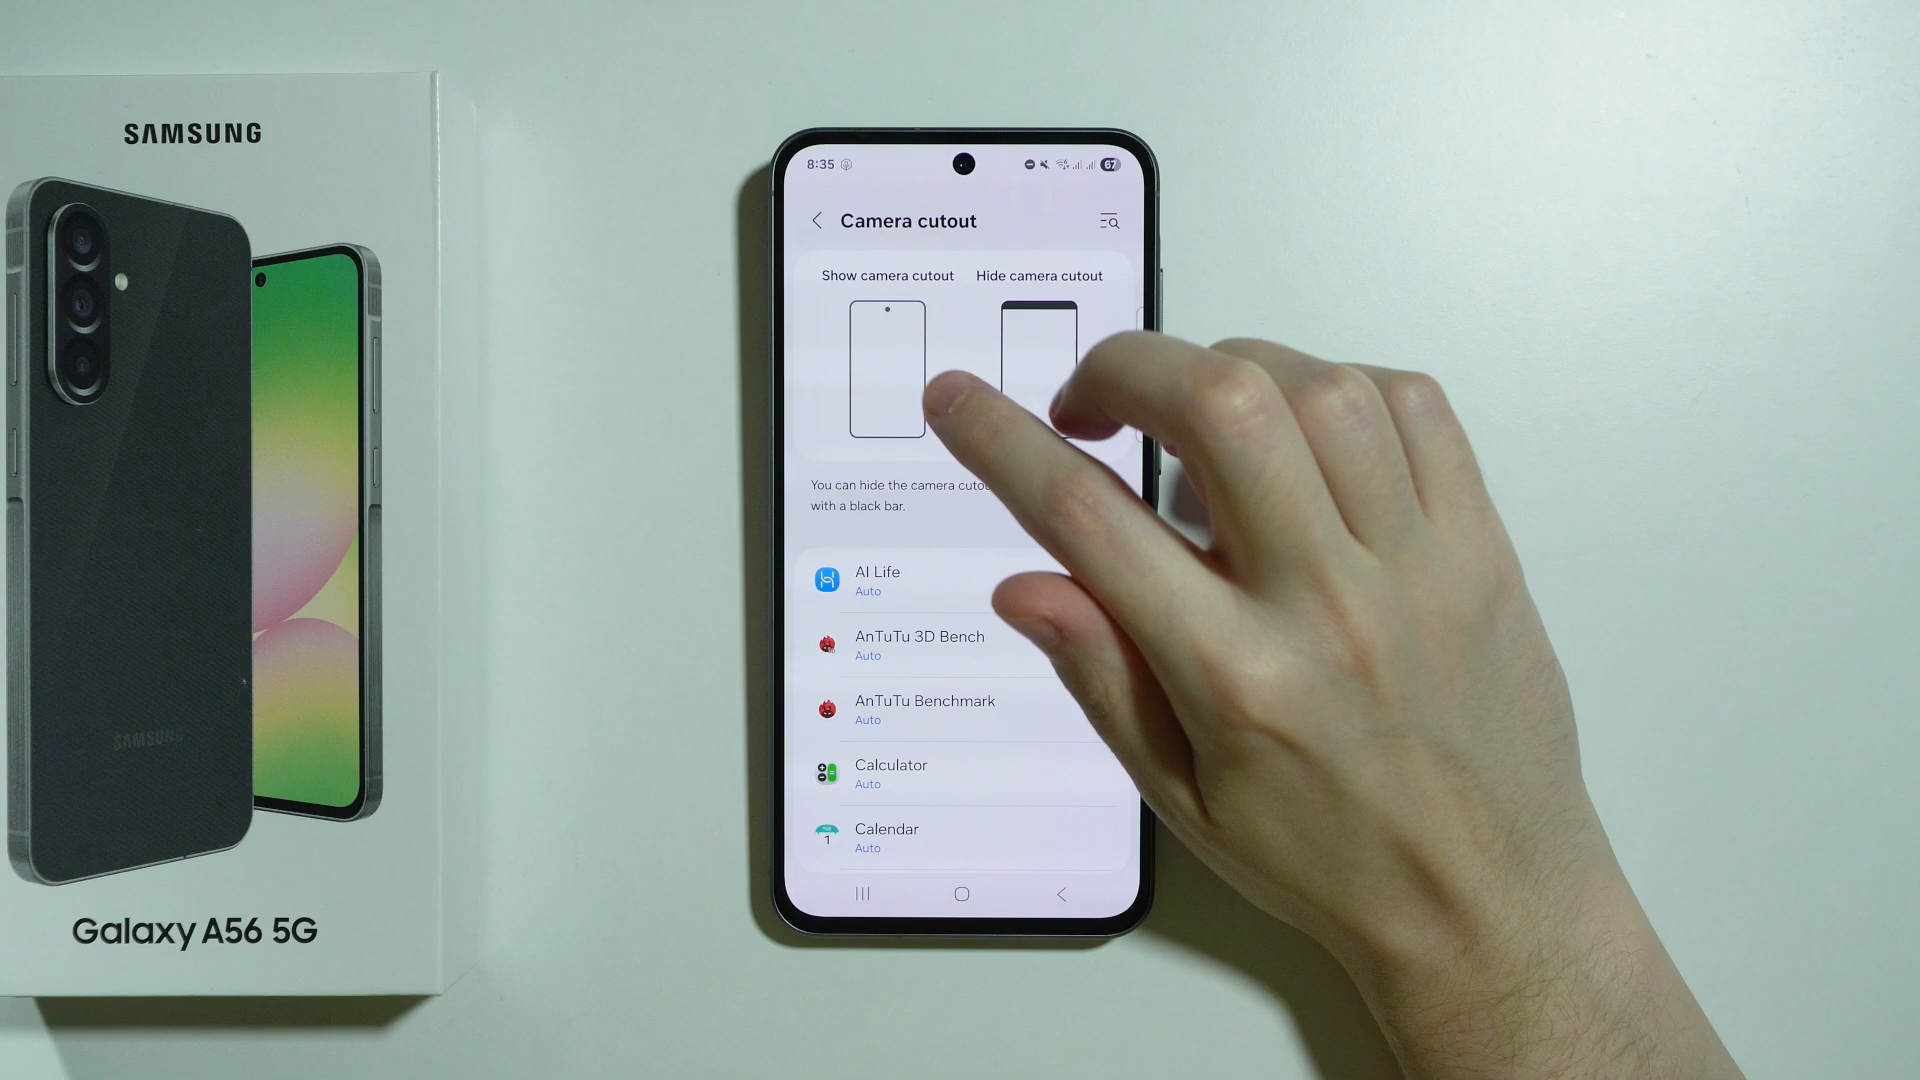 SAMSUNG
SAMSUNG
Galaxy A56 5G
8:35
67
Camera cutout
Show camera cutout
Hide camera cutout
You can hide the camera cuto
with a black bar.
AI Life
Auto
AnTuTu 3D Bench
Auto
AnTuTu Benchmark
Auto
Calculator
Auto
1
Calendar
Auto